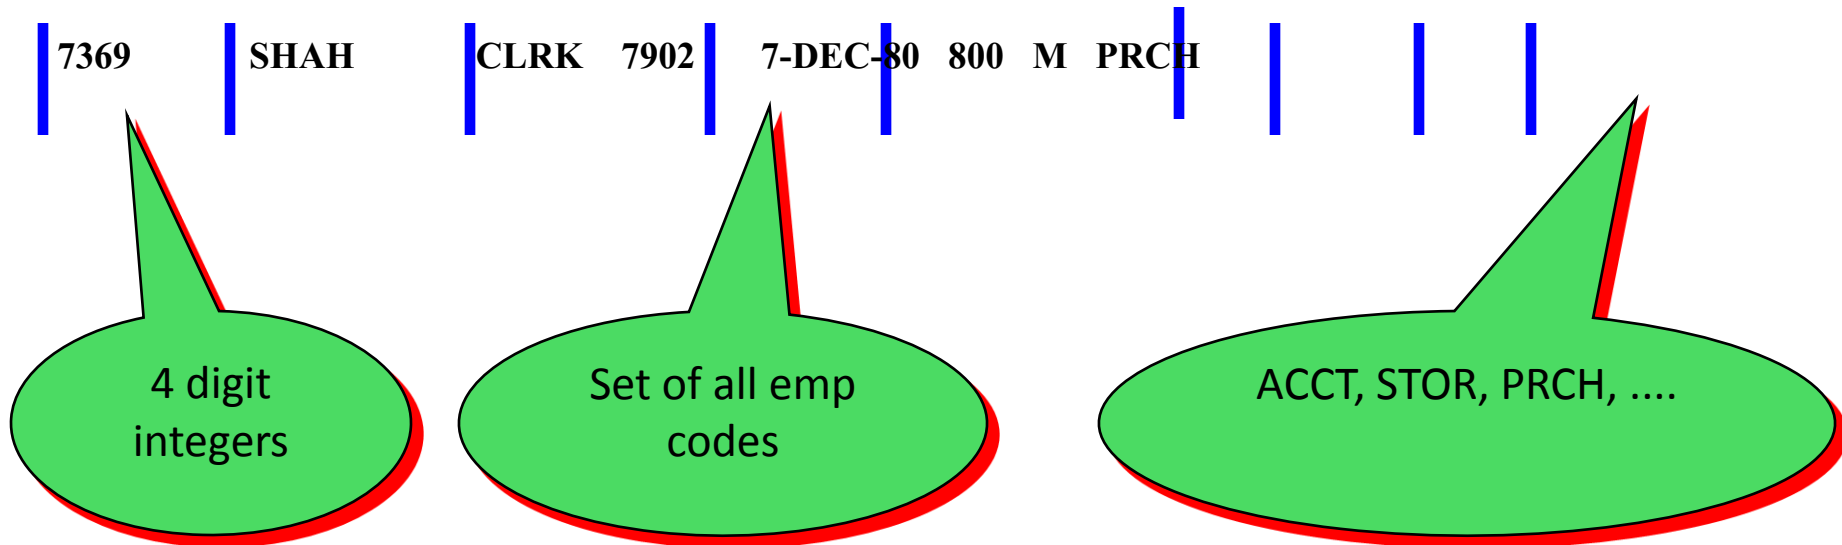 7369 SHAH CLRK 7902 7-DEC-80 800 M PRCH
4 digit
integers
Set of all emp
codes
ACCT, STOR, PRCH, ....